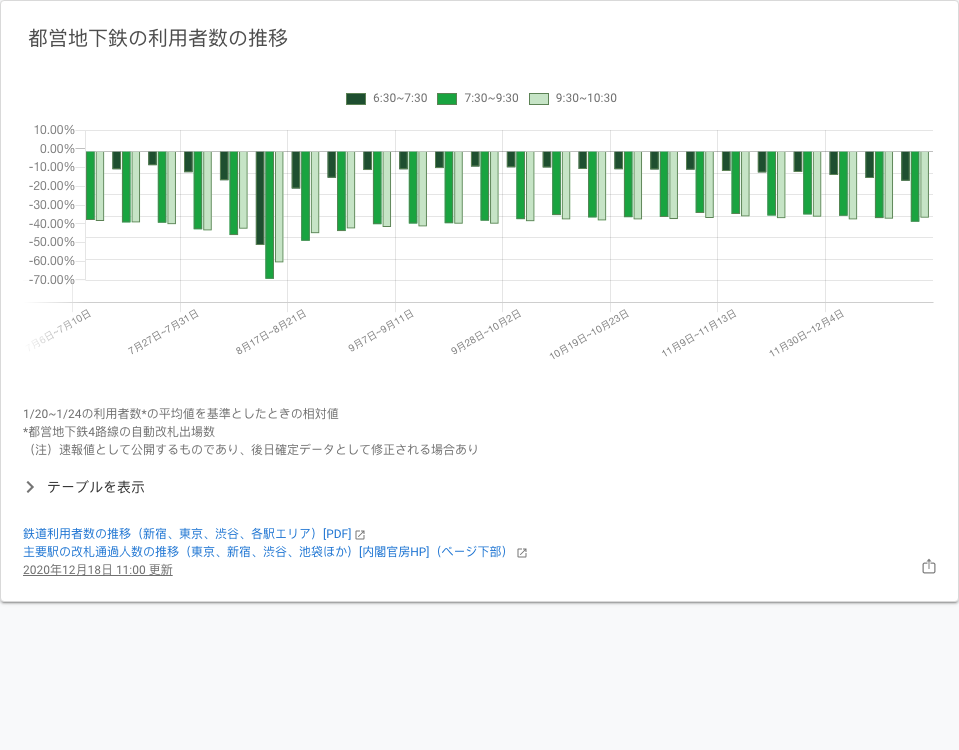 都営地下鉄の利用者数の推移
6:30~7:30 7:30~9:30 9:30~10:30
10.00%
0.00%
-10.00%
-20.00%
-30.00%
-40.00%
-50.00%
-60.00%
-70.00%
7月6日~7月10日
7月27日~7月31日
8月17日~8月21日
9月7日~9月11日
9月28日~10月2日
10月19日~10月23日
11月9日~11月13日
11月30日~12月4日
1/20~1/24の利用者数*の平均値を基準としたときの相対値
*都営地下鉄4路線の自動改札出場数
（注）速報値として公開するものであり、後日確定データとして修正される場合あり
テーブルを表示
鉄道利用者数の推移（新宿、東京、渋谷、各駅エリア）[PDF]
主要駅の改札通過人数の推移（東京、新宿、渋谷、池袋ほか）[内閣官房HP]（ページ下部）
2020年12月18日 11:00 更新